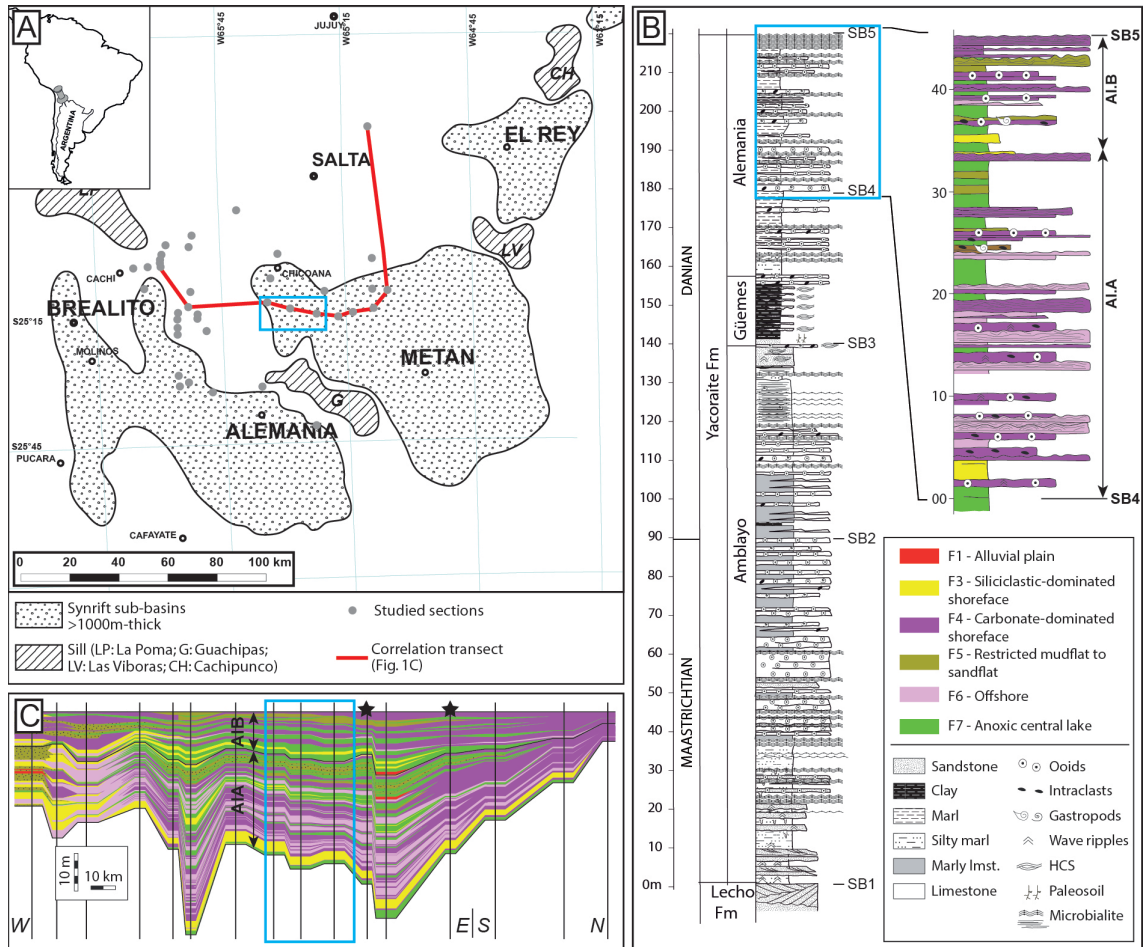 A
ARGENTINA
W65°45
JUJUY
W65°15
W64°45
W63°15
CH
EL REY
SALTA
LV
CACHI
CHICOANA
BREALITO
S25°15
MOLINOS
METAN
G
ALEMANIA
S25°45
PUCARA
CAFAYATE
0 20 40 60 80 100 km
Synrift sub-basins
>1000m-thick
Studied sections
Sill (LP: La Poma; G: Guachipas;
LV: Las Viboras; CH: Cachipunco)
Correlation transect
(Fig. 1C)
B
SB5
210
200
190
180
SB4
170
160
150
140
SB3
130
120
110
100
90
SB2
80
70
60
50
40
30
20
10
0m
SB1
DANIAN
MAASTRICHTIAN
Yacoraite Fm
Alemania
Güemes
Amblayo
Lecho
Fm
SB5
40
30
20
10
00
SB4
Al.B
Al.A
F1 - Alluvial plain
F3 - Siliciclastic-dominated
shoreface
F4 - Carbonate-dominated
shoreface
F5 - Restricted mudflat to
sandflat
F6 - Offshore
F7 - Anoxic central lake
Sandstone
Clay
Marl
Silty marl
Marly lmst.
Limestone
Ooids
Intraclasts
Gastropods
Wave ripples
HCS
Paleosoil
Microbialite
C
AlB
AlA
10 m
10 km
W
E
S
N